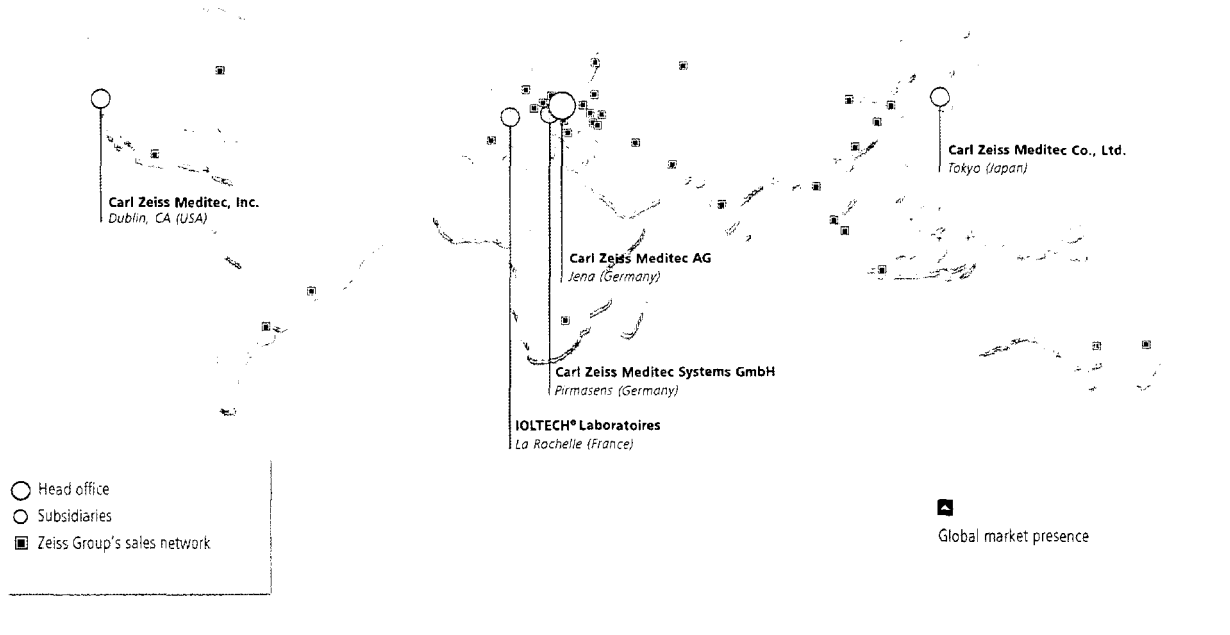 Carl Zeiss Meditec, Inc.
Dublin, CA (USA)
Carl Zeiss Meditec Co., Ltd.
Tokyo (Japan)
Carl Zeiss Meditec AG
Jena (Germany)
Carl Zeiss Meditec Systems GmbH
Pirmasens (Germany)
IOLTECH® Laboratoires
La Rochelle (France)
Head office
Subsidiaries
Zeiss Group's sales network
Global market presence